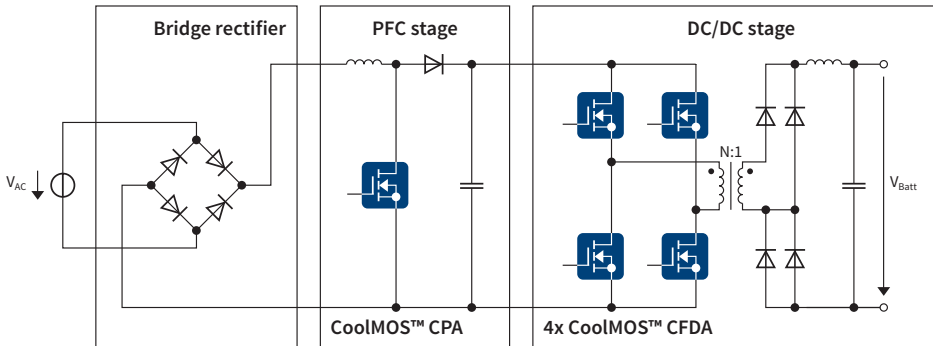 Bridge rectifier
PFC stage
DC/DC stage
N:1
VAC
VBatt
CoolMOS™ CPA
4x CoolMOS™ CFDA